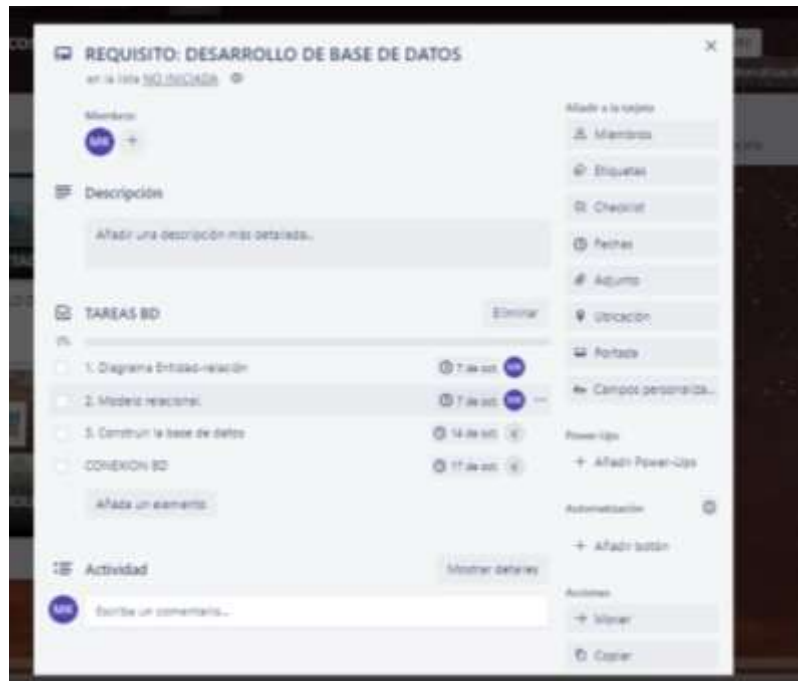 REQUISITO: DESARROLLO DE BASE DE DATOS
en la lista NO INICIADA
Miembros
MR
Descripción
Añadir una descripción más detallada...
TAREAS BD
Eliminar
0%
1. Diagrama Entidad-relación
7 de oct.
2. Modelo relacional.
7 de oct.
3. Construir la base de datos
14 de oct.
CONEXION BD
17 de oct.
Añada un elemento
Actividad
Mostrar detalles
Escriba un comentario...
Añadir a la tarjeta
Miembros
Etiquetas
Checklist
Fechas
Adjunto
Ubicación
Portada
Campos personaliza...
Power-Ups
+ Añadir Power-Ups
Automatización
+ Añadir botón
Acciones
Mover
Copiar